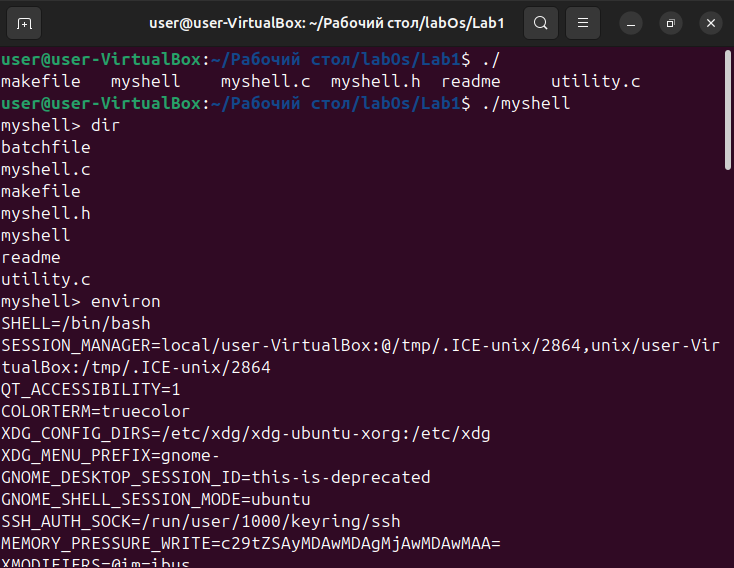 user@user-VirtualBox: ~/Рабочий стол/labOs/Lab1
user@user-VirtualBox:~/Рабочий стол/labOs/Lab1$ ./
makefile myshell myshell.c myshell.h readme utility.c
user@user-VirtualBox:~/Рабочий стол/labOs/Lab1$ ./myshell
myshell> dir
batchfile
myshell.c
makefile
myshell.h
myshell
readme
utility.c
myshell> environ
SHELL=/bin/bash
SESSION_MANAGER=local/user-VirtualBox:@/tmp/.ICE-unix/2864,unix/user-Vir
tualBox:/tmp/.ICE-unix/2864
QT_ACCESSIBILITY=1
COLORTERM=truecolor
XDG_CONFIG_DIRS=/etc/xdg/xdg-ubuntu-xorg:/etc/xdg
XDG_MENU_PREFIX=gnome-
GNOME_DESKTOP_SESSION_ID=this-is-deprecated
GNOME_SHELL_SESSION_MODE=ubuntu
SSH_AUTH_SOCK=/run/user/1000/keyring/ssh
MEMORY_PRESSURE_WRITE=c29tZSAyMDAwMDAgMjAwMDAwMAA=
XMODIFIERS=@im=ibus